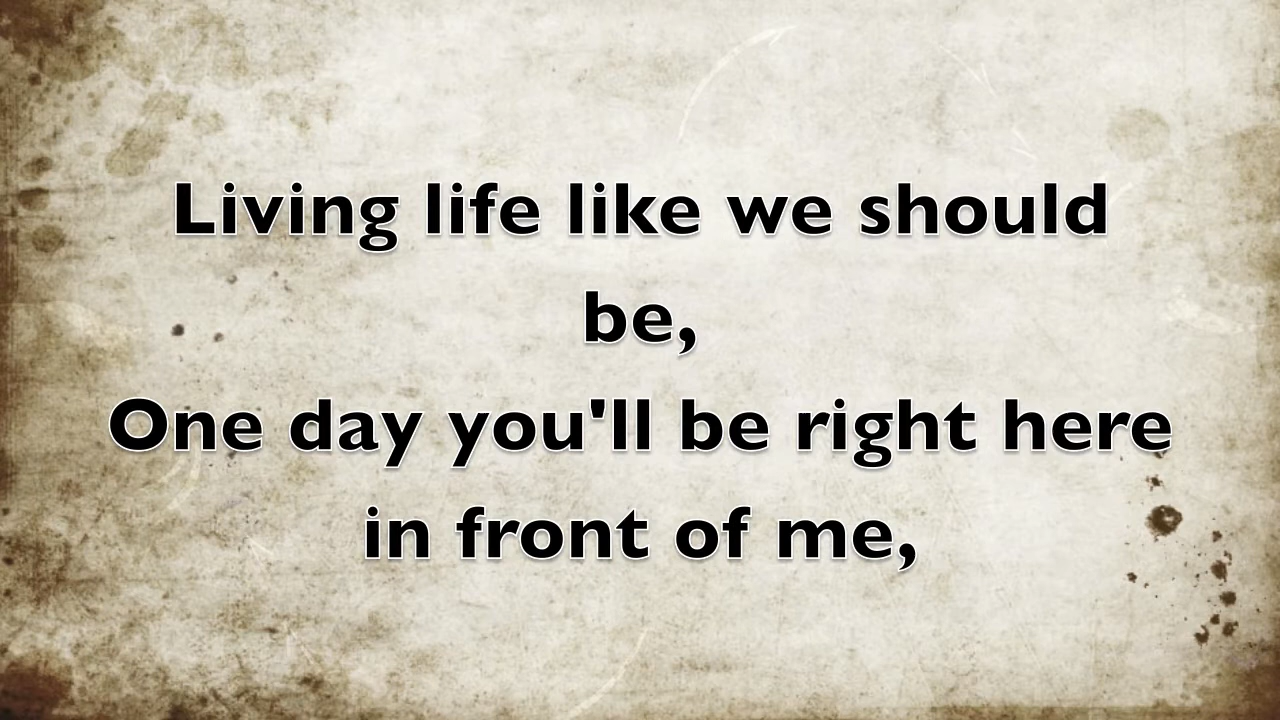 Living life like we should
be,
One day you'll be right here
in front of me,